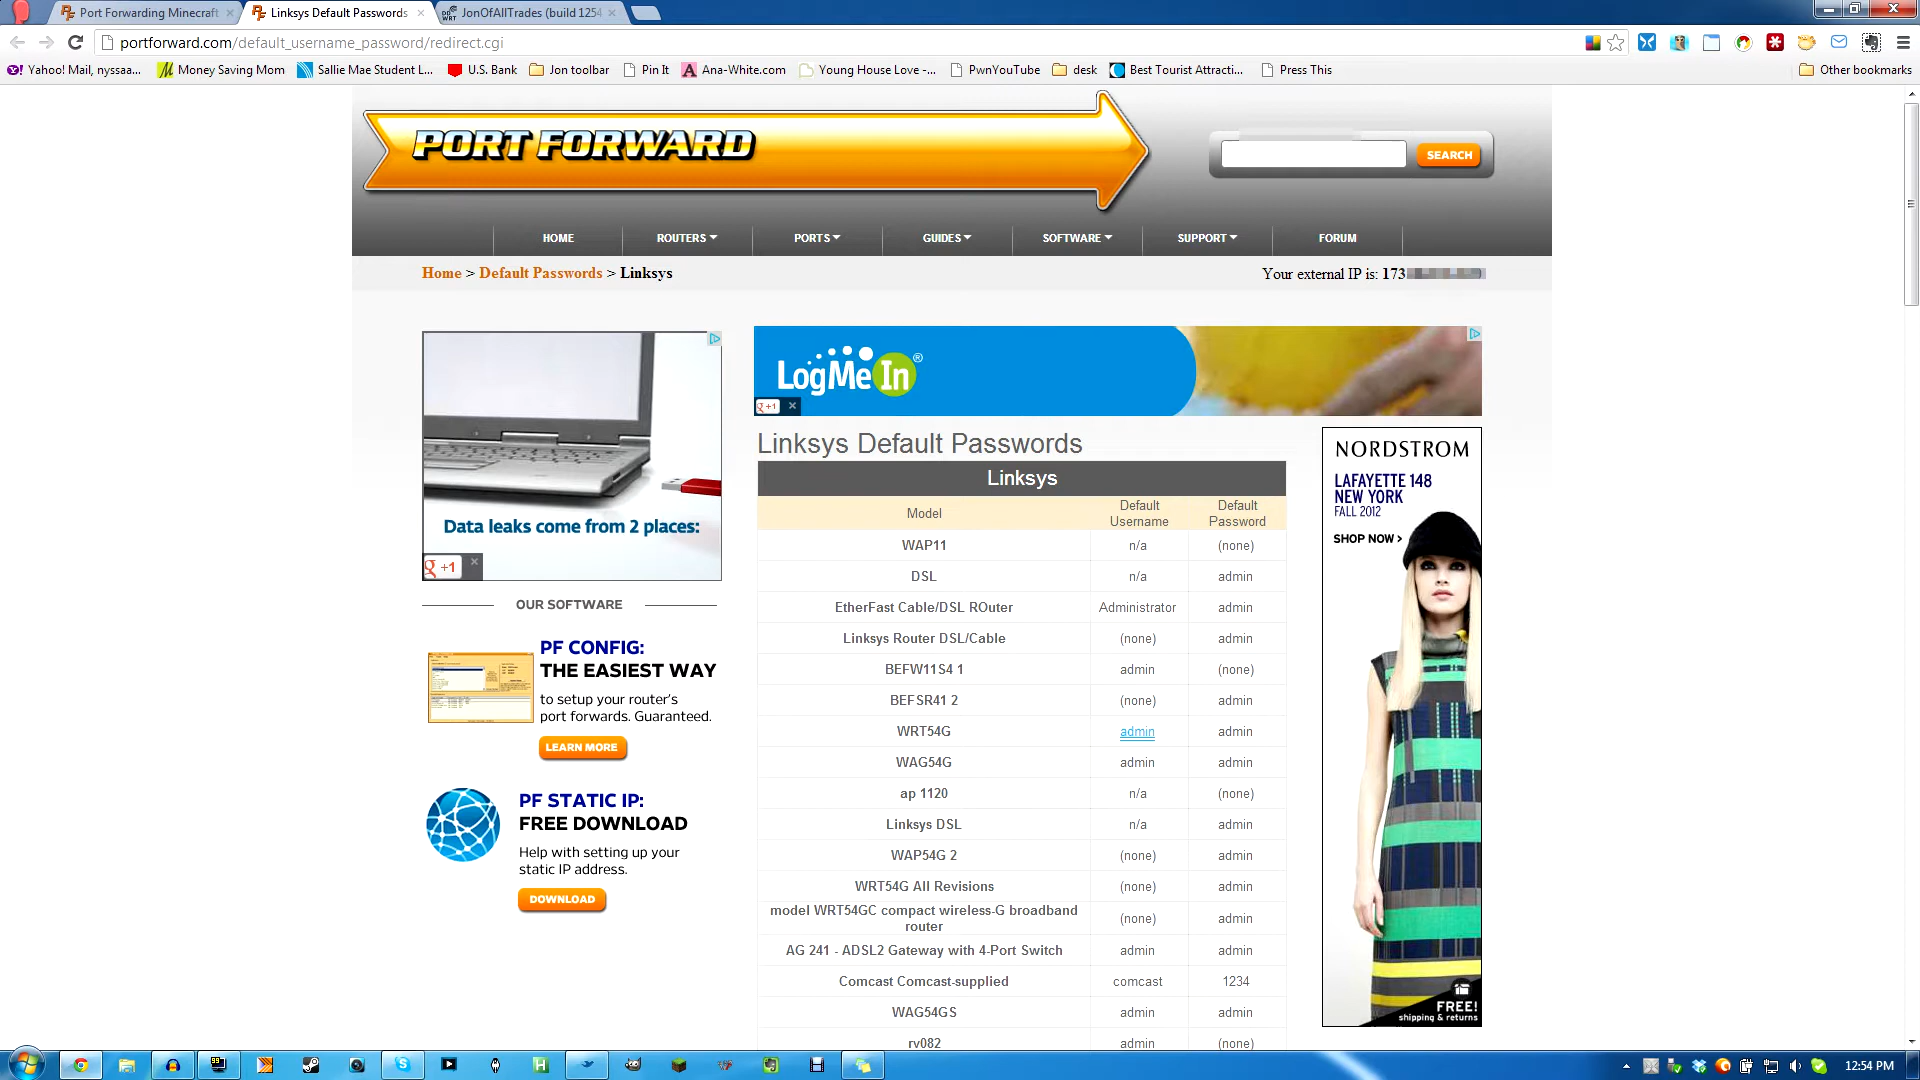 Port Forwarding Minecraft
Linksys Default Passwords
JonOfAllTrades (build 1254
portforward.com/default_username_password/redirect.cgi
Yahoo! Mail, nyssaa...
Money Saving Mom
Sallie Mae Student L...
U.S. Bank
Jon toolbar
Pin It
Ana-White.com
Young House Love -...
PwnYouTube
desk
Best Tourist Attracti...
Press This
Other bookmarks
PORT FORWARD
SEARCH
HOME
ROUTERS
PORTS
GUIDES
SOFTWARE
SUPPORT
FORUM
Home > Default Passwords > Linksys
Your external IP is: 173
LogMeIn®
g +1
Data leaks come from 2 places:
g +1
OUR SOFTWARE
PF CONFIG:
THE EASIEST WAY
to setup your router's
port forwards. Guaranteed.
LEARN MORE
PF STATIC IP:
FREE DOWNLOAD
Help with setting up your
static IP address.
DOWNLOAD
Linksys Default Passwords
Linksys
Model Default Username Default Password
WAP11 n/a (none)
DSL n/a admin
EtherFast Cable/DSL ROuter Administrator admin
Linksys Router DSL/Cable (none) admin
BEFW11S4 1 admin (none)
BEFSR41 2 (none) admin
WRT54G admin admin
WAG54G admin admin
ap 1120 n/a (none)
Linksys DSL n/a admin
WAP54G 2 (none) admin
WRT54G All Revisions (none) admin
model WRT54GC compact wireless-G broadband
router (none) admin
AG 241 - ADSL2 Gateway with 4-Port Switch admin admin
Comcast Comcast-supplied comcast 1234
WAG54GS admin admin
rv082 admin (none)
NORDSTROM
LAFAYETTE 148
NEW YORK
FALL 2012
SHOP NOW >
FREE!
shipping & returns
12:54 PM